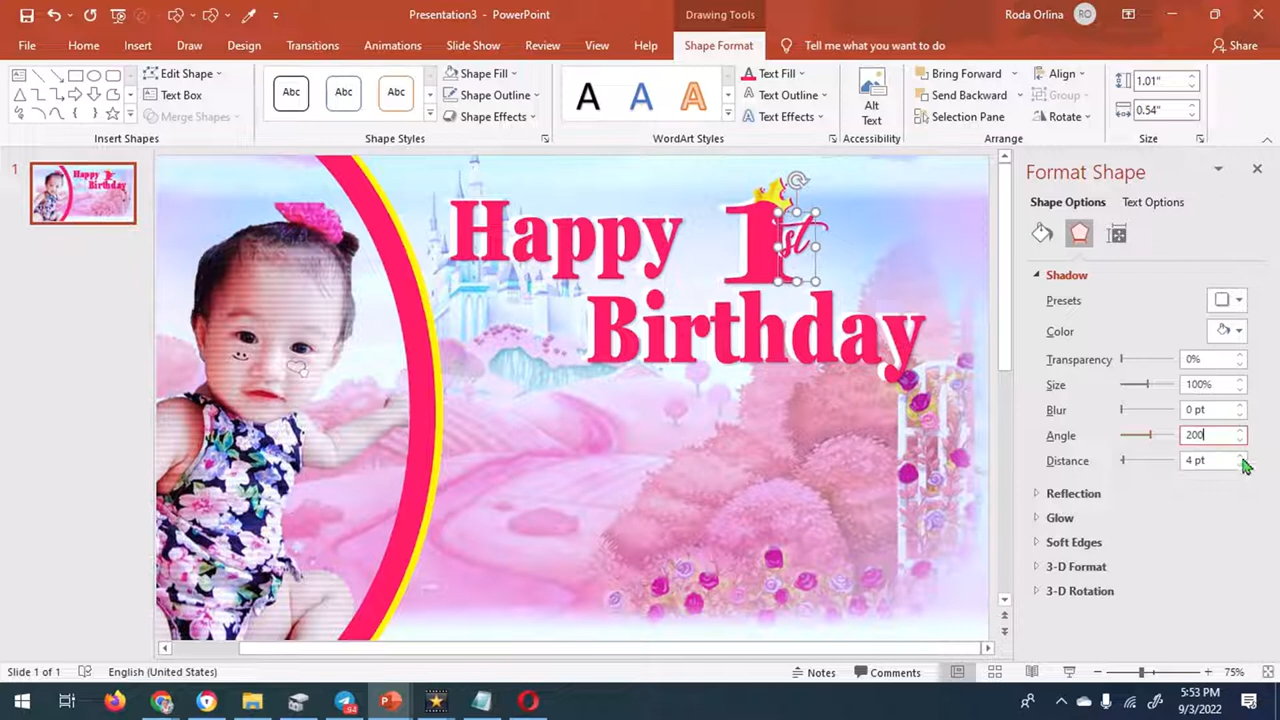 Presentation3 - PowerPoint
Drawing Tools
Roda Orlina
RO
File
Home
Insert
Draw
Design
Transitions
Animations
Slide Show
Review
View
Help
Shape Format
Tell me what you want to do
Share
Edit Shape
Text Box
Merge Shapes
Insert Shapes
Abc
Abc
Abc
Shape Fill
Shape Outline
Shape Effects
Shape Styles
A
A
A
Text Fill
Text Outline
Text Effects
WordArt Styles
Alt
Text
Accessibility
Bring Forward
Send Backward
Selection Pane
Align
Group
Rotate
Arrange
1.01"
0.54"
Size
1
Happy 1st
Birthday
Happy 1
Birthday
Format Shape
Shape Options
Text Options
Shadow
Presets
Color
Transparency
0%
Size
100%
Blur
0 pt
Angle
200
Distance
4 pt
Reflection
Glow
Soft Edges
3-D Format
3-D Rotation
Slide 1 of 1
English (United States)
Notes
Comments
75%
94
5:53 PM
9/3/2022